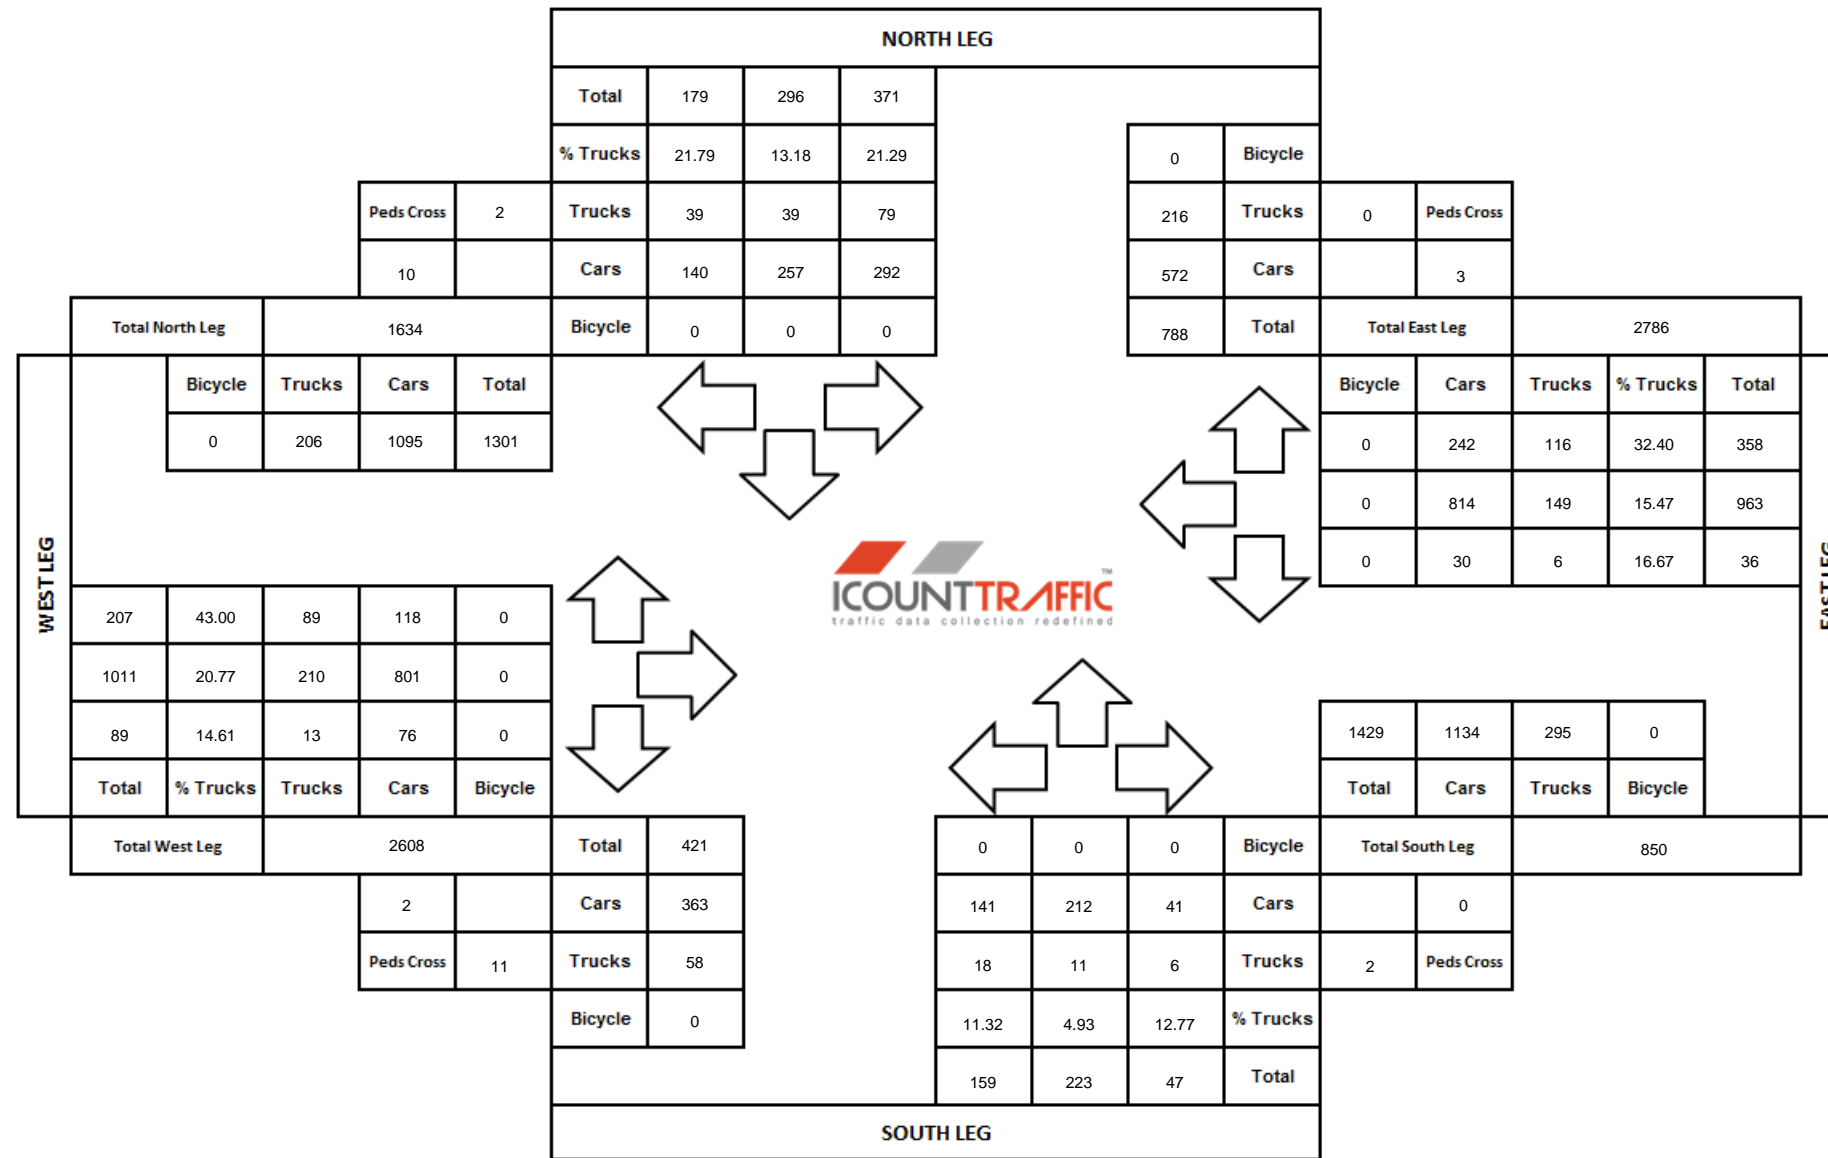 NORTH LEG
Total 179 296 371
% Trucks 21.79 13.18 21.29 0 Bicycle
Peds Cross 2 Trucks 39 39 79 216 Trucks 0 Peds Cross
10 Cars 140 257 292 572 Cars 3
Total North Leg 1634 Bicycle 0 0 0 788 Total Total East Leg 2786
Bicycle Trucks Cars Total Bicycle Cars Trucks % Trucks Total
0 206 1095 1301 0 242 116 32.40 358
0 814 149 15.47 963
0 30 6 16.67 36
WEST LEG
EAST LEG
ICOUNTTRAFFIC™
traffic data collection redefined
207 43.00 89 118 0
1011 20.77 210 801 0
89 14.61 13 76 0 1429 1134 295 0
Total % Trucks Trucks Cars Bicycle Total Cars Trucks Bicycle
Total West Leg 2608 Total 421 0 0 0 Bicycle Total South Leg 850
2 Cars 363 141 212 41 Cars 0
Peds Cross 11 Trucks 58 18 11 6 Trucks 2 Peds Cross
Bicycle 0 11.32 4.93 12.77 % Trucks
159 223 47 Total
SOUTH LEG